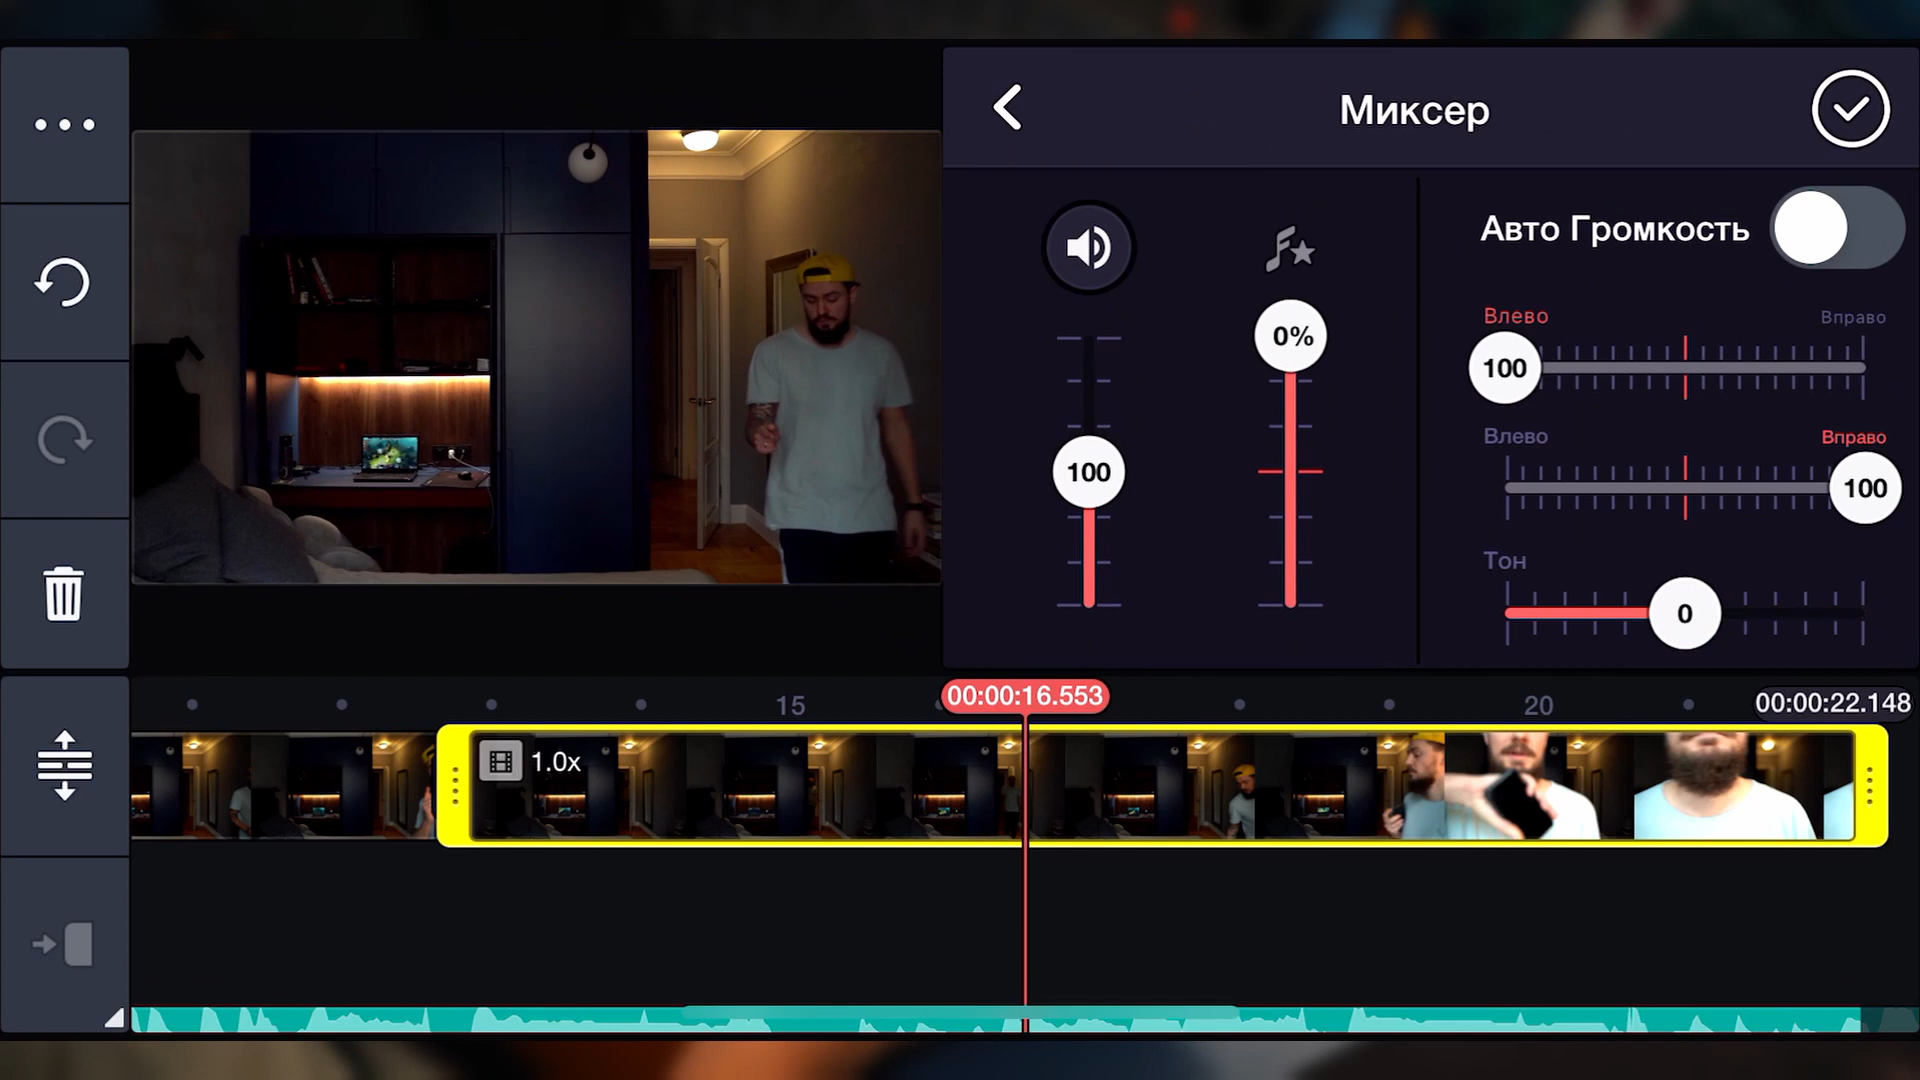 Миксер
Авто Громкость
0%
100
Влево Вправо
100
Влево Вправо
100
Тон
0
15
00:00:16.553
20
00:00:22.148
1.0x